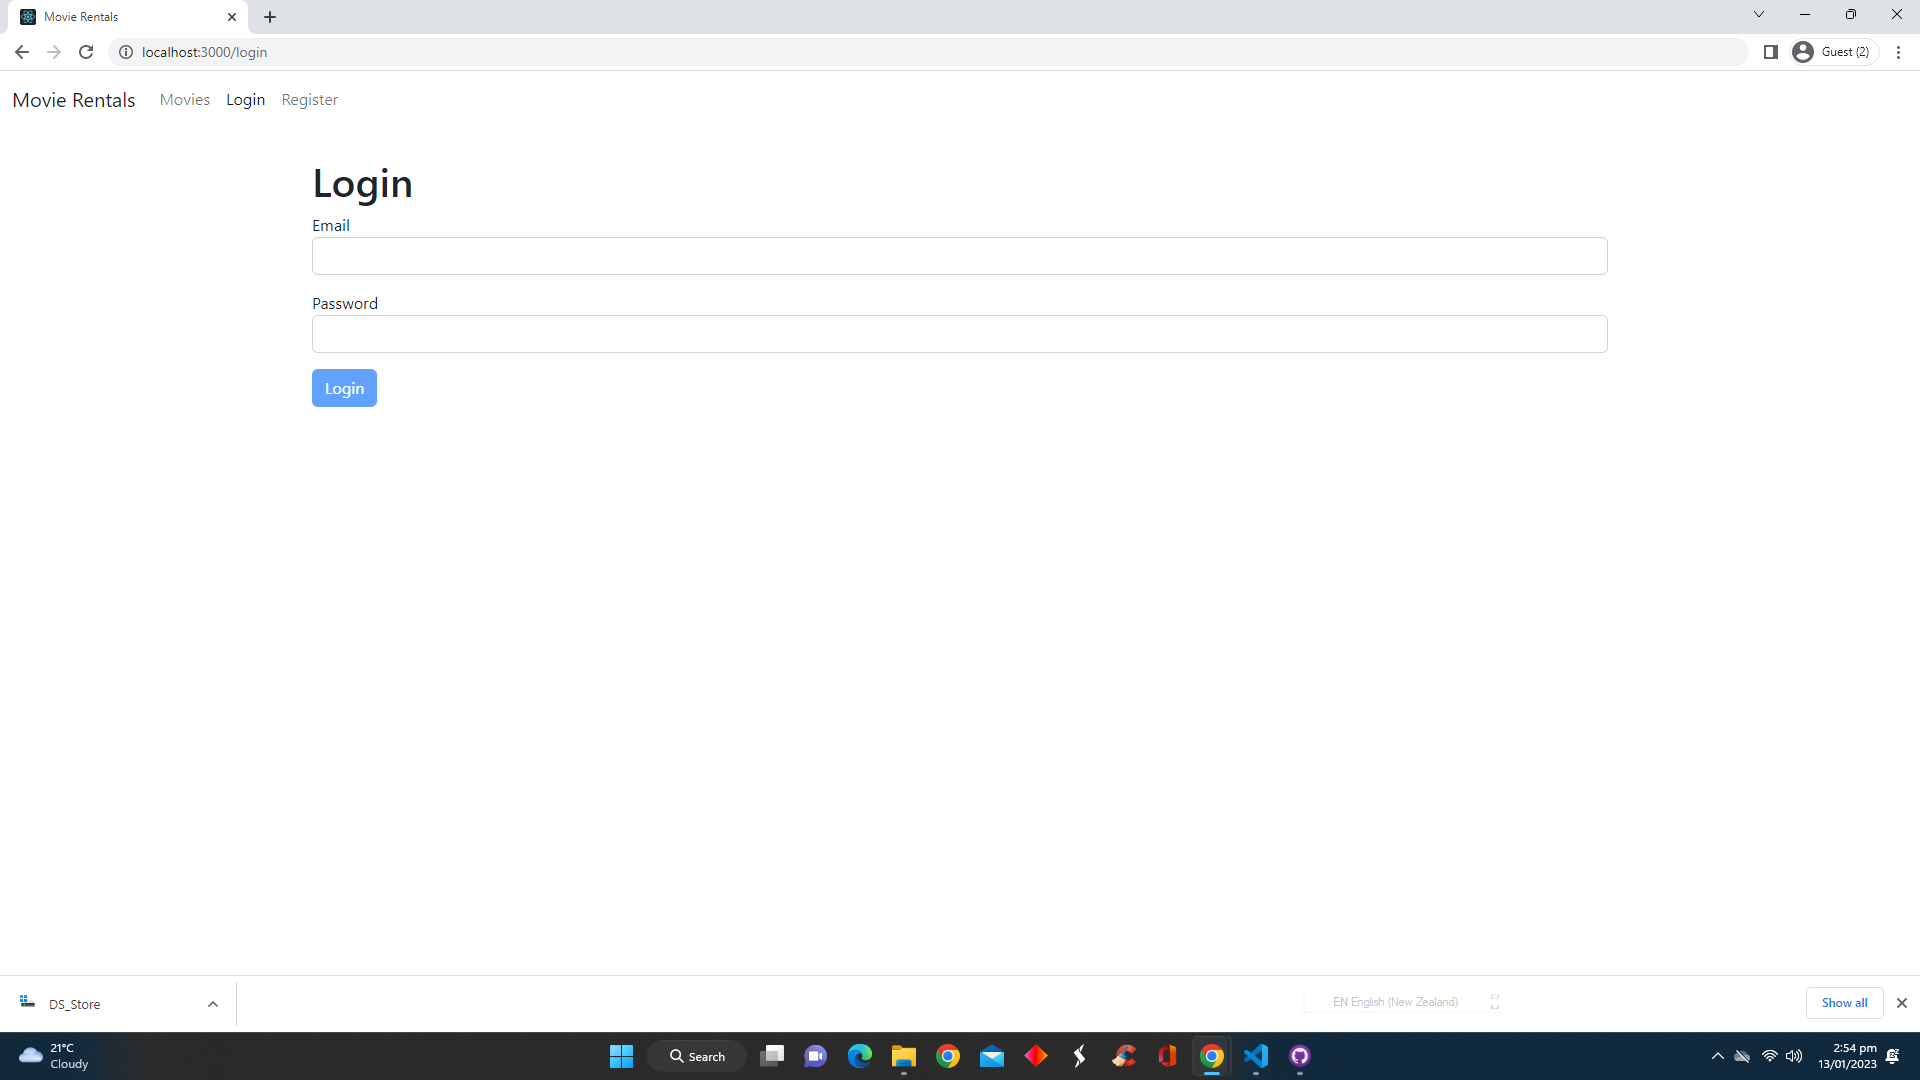 Movie Rentals
localhost:3000/login
Guest (2)
Movie Rentals Movies Login Register
Login
Email
Password
Login
DS_Store
EN English (New Zealand)
Show all
21°C
Cloudy
Search
2:54 pm
13/01/2023